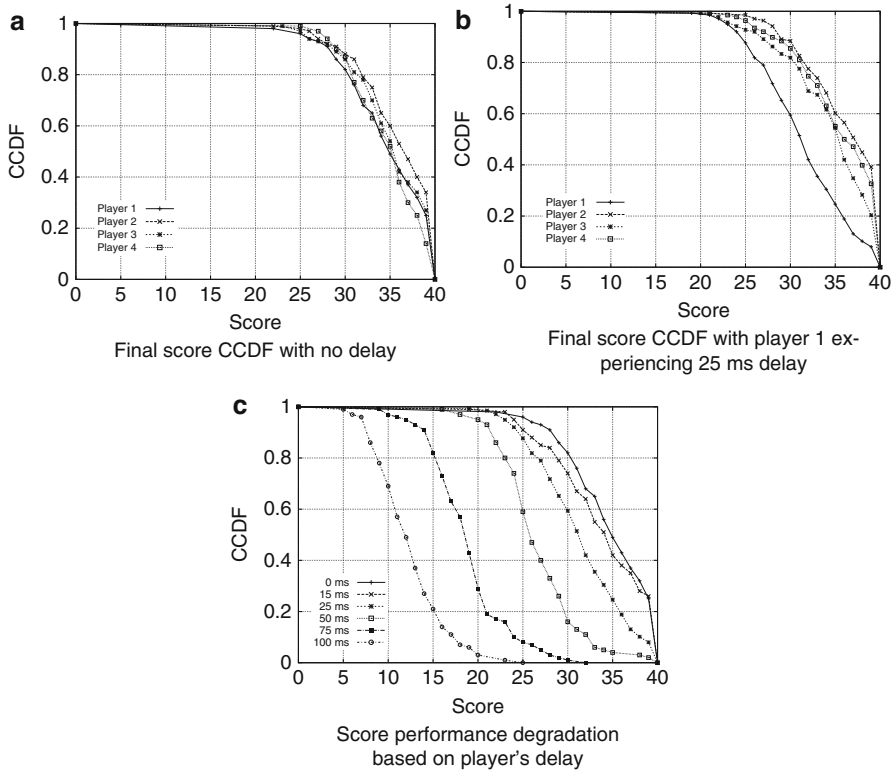 a
1
0.8
0.6
0.4
0.2
0
CCDF
Player 1
Player 2
Player 3
Player 4
0 5 10 15 20 25 30 35 40
Score
Final score CCDF with no delay
b
1
0.8
0.6
0.4
0.2
0
CCDF
Player 1
Player 2
Player 3
Player 4
0 5 10 15 20 25 30 35 40
Score
Final score CCDF with player 1 ex-
periencing 25 ms delay
c
1
0.8
0.6
0.4
0.2
0
CCDF
0 ms
15 ms
25 ms
50 ms
75 ms
100 ms
0 5 10 15 20 25 30 35 40
Score
Score performance degradation
based on player's delay